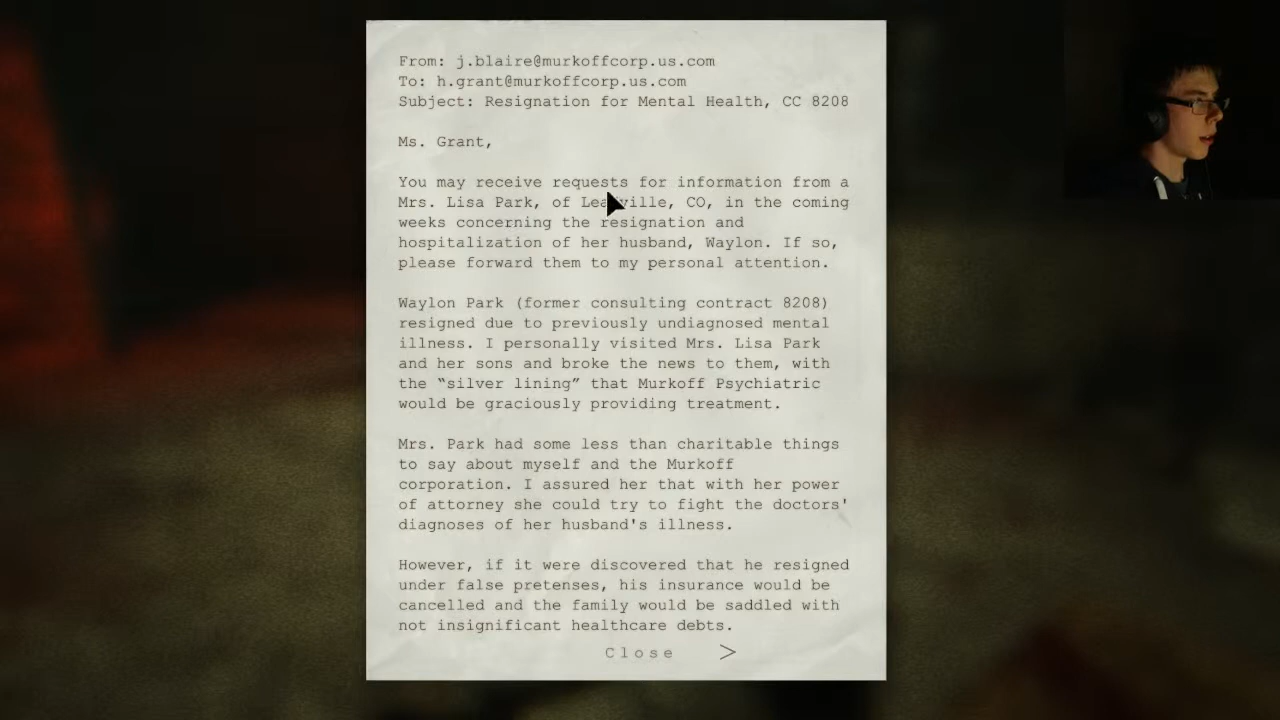 From: j.blaire@murkoffcorp.us.com
To: h.grant@murkoffcorp.us.com
Subject: Resignation for Mental Health, CC 8208
Ms. Grant,
You may receive requests for information from a
Mrs. Lisa Park, of Leadville, CO, in the coming
weeks concerning the resignation and
hospitalization of her husband, Waylon. If so,
please forward them to my personal attention.
Waylon Park (former consulting contract 8208)
resigned due to previously undiagnosed mental
illness. I personally visited Mrs. Lisa Park
and her sons and broke the news to them, with
the “silver lining” that Murkoff Psychiatric
would be graciously providing treatment.
Mrs. Park had some less than charitable things
to say about myself and the Murkoff
corporation. I assured her that with her power
of attorney she could try to fight the doctors'
diagnoses of her husband's illness.
However, if it were discovered that he resigned
under false pretenses, his insurance would be
cancelled and the family would be saddled with
not insignificant healthcare debts.
Close >